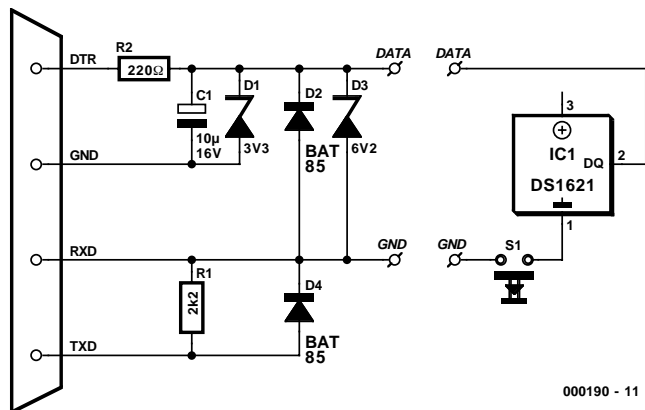 DTR
R2
220Ω
DATA
DATA
C1
D1
D2
D3
10µ
16V
3V3
BAT
85
6V2
3
IC1
DQ
2
DS1621
1
GND
RXD
GND
GND
S1
R1
2k2
D4
BAT
85
TXD
000190 - 11